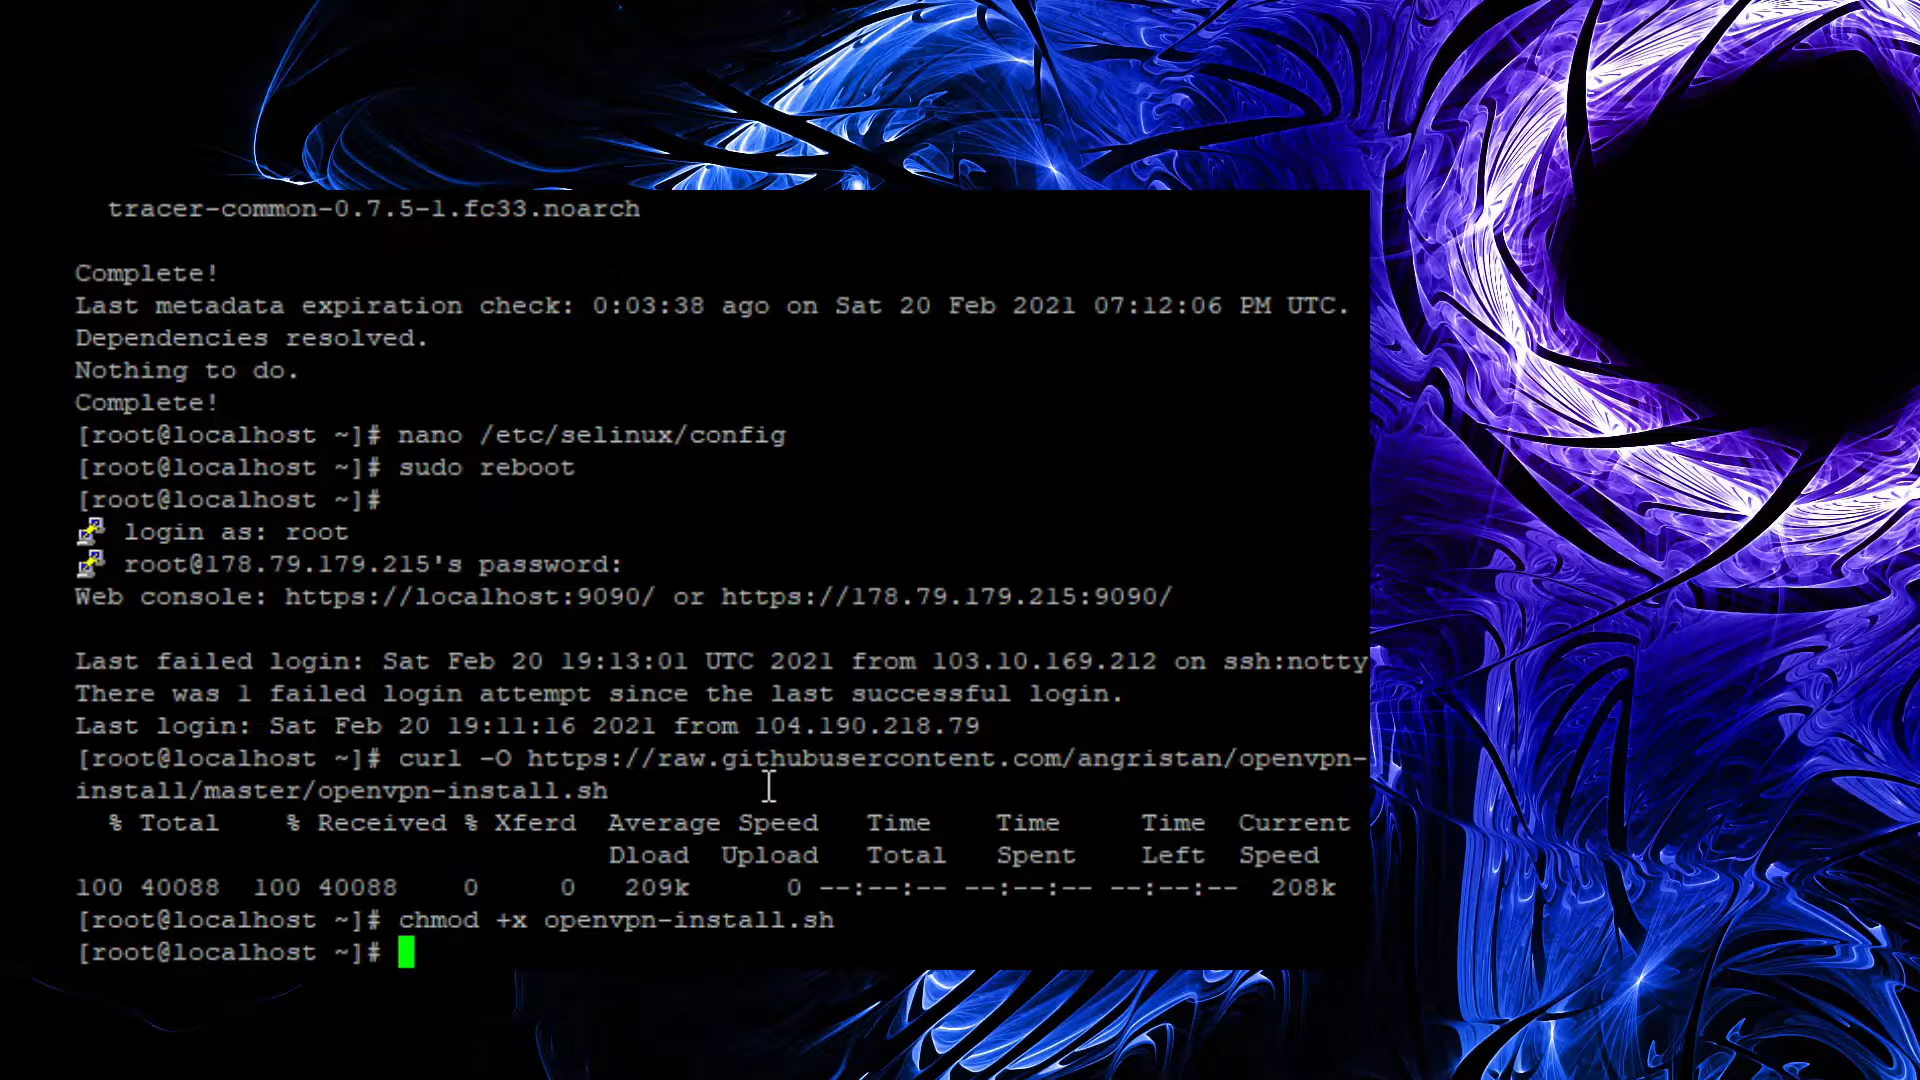 tracer-common-0.7.5-1.fc33.noarch
Complete!
Last metadata expiration check: 0:03:38 ago on Sat 20 Feb 2021 07:12:06 PM UTC.
Dependencies resolved.
Nothing to do.
Complete!
[root@localhost ~]# nano /etc/selinux/config
[root@localhost ~]# sudo reboot
[root@localhost ~]#
login as: root
root@178.79.179.215's password:
Web console: https://localhost:9090/ or https://178.79.179.215:9090/
Last failed login: Sat Feb 20 19:13:01 UTC 2021 from 103.10.169.212 on ssh:notty
There was 1 failed login attempt since the last successful login.
Last login: Sat Feb 20 19:11:16 2021 from 104.190.218.79
[root@localhost ~]# curl -O https://raw.githubusercontent.com/angristan/openvpn-
install/master/openvpn-install.sh
% Total % Received % Xferd Average Speed Time Time Time Current
Dload Upload Total Spent Left Speed
100 40088 100 40088 0 0 209k 0 --:--:-- --:--:-- --:--:-- 208k
[root@localhost ~]# chmod +x openvpn-install.sh
[root@localhost ~]#